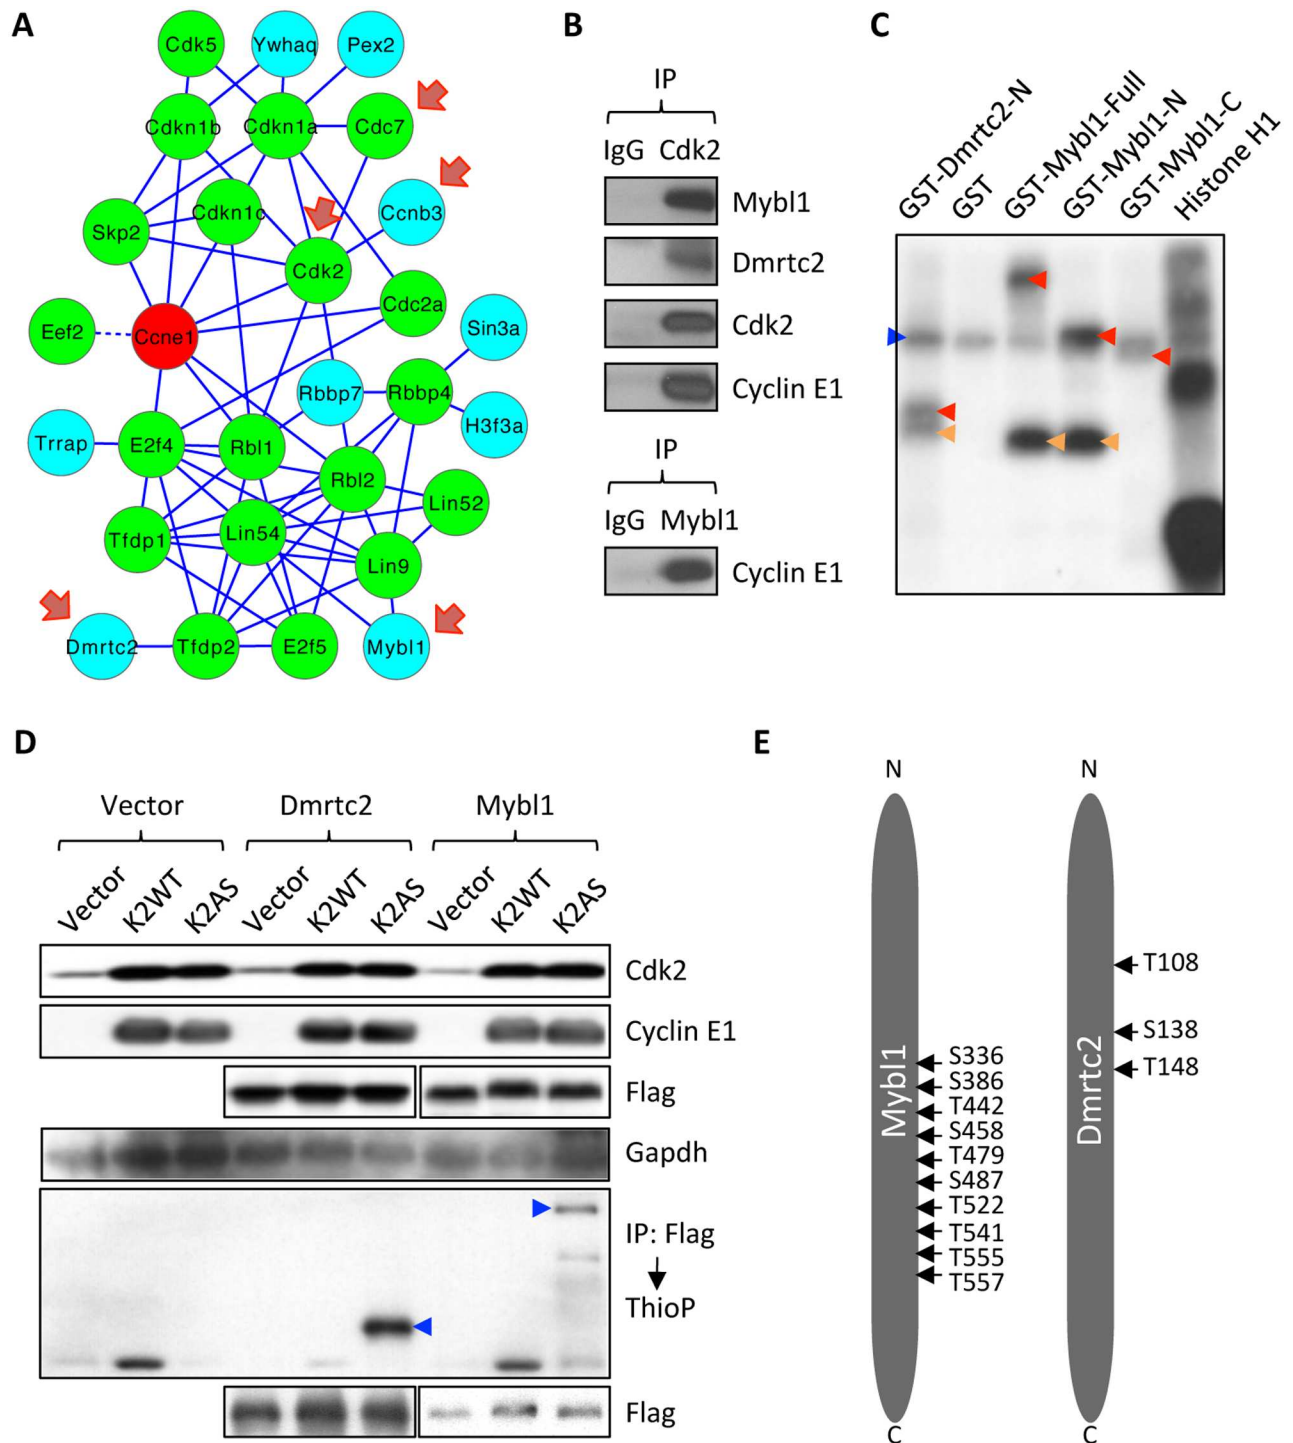 A
Cdk5
Ywhaq
Pex2
Cdkn1b
Cdkn1a
Cdc7
Skp2
Cdkn1c
Ccnb3
Cdk2
Cdc2a
Eef2
Ccne1
Sin3a
Rbbp7
Rbbp4
H3f3a
Trrap
E2f4
Rbl1
Rbl2
Lin52
Tfdp1
Lin54
Lin9
Dmrtc2
Tfdp2
E2f5
Mybl1
B
IP
IgG Cdk2
Mybl1
Dmrtc2
Cdk2
Cyclin E1
IP
IgG Mybl1
Cyclin E1
C
GST-Dmrtc2-N
GST
GST-Mybl1-Full
GST-Mybl1-N
GST-Mybl1-C
Histone H1
D
Vector Dmrtc2 Mybl1
Vector K2WT K2AS Vector K2WT K2AS Vector K2WT K2AS
Cdk2
Cyclin E1
Flag
Gapdh
IP: Flag
ThioP
Flag
E
N N
Mybl1
S336
S386
T442
S458
T479
S487
T522
T541
T555
T557
Dmrtc2
T108
S138
T148
C C